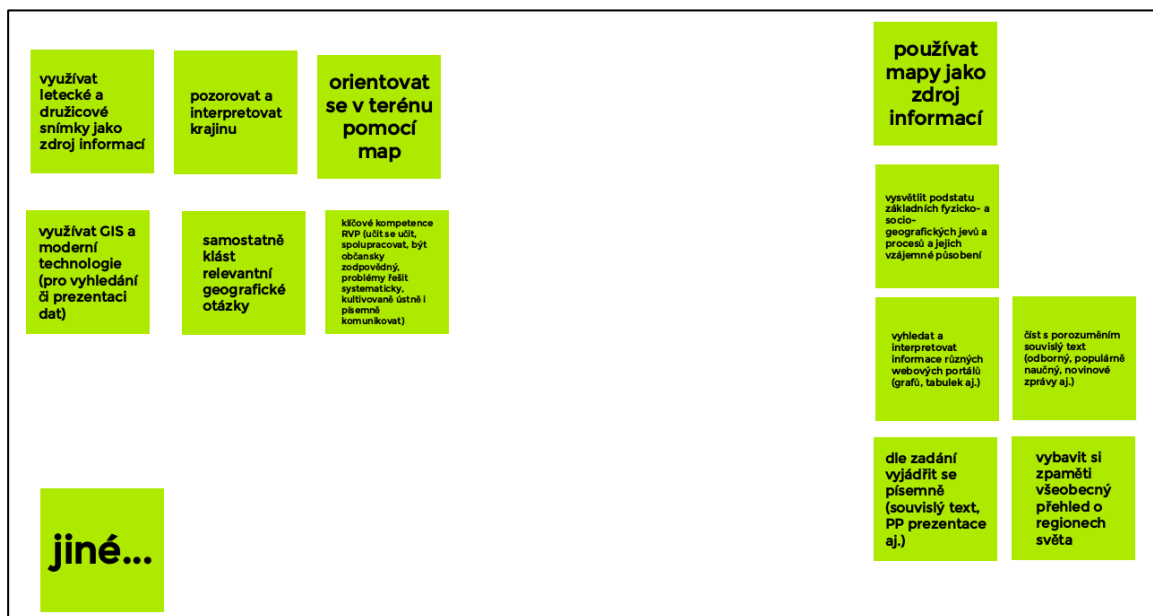 využívat
letecké a
družicové
snímky jako
zdroj informací
pozorovat a
interpretovat
krajinu
orientovat
se v terénu
pomocí
map
používat
mapy jako
zdroj
informací
využívat GIS a
moderní
technologie
(pro vyhledání
či prezentaci
dat)
samostatně
klást
relevantní
geografické
otázky
klíčové kompetence
RVP (učit se učit,
spolupracovat, být
občansky
zodpovědný,
problémy řešit
systematicky,
kultivovaně ústně i
písemně
komunikovat)
vysvětlit podstatu
základních fyzicko- a
socio-
geografických jevů a
procesů a jejich
vzájemné působení
vyhledat a
interpretovat
informace různých
webových portálů
(grafů, tabulek aj.)
číst s porozuměním
souvislý text
(odborný, populárně
naučný, novinové
zprávy aj.)
dle zadání
vyjádřit se
písemně
(souvislý text,
PP prezentace
aj.)
vybavit si
zpaměti
všeobecný
přehled o
regionech
světa
jiné...